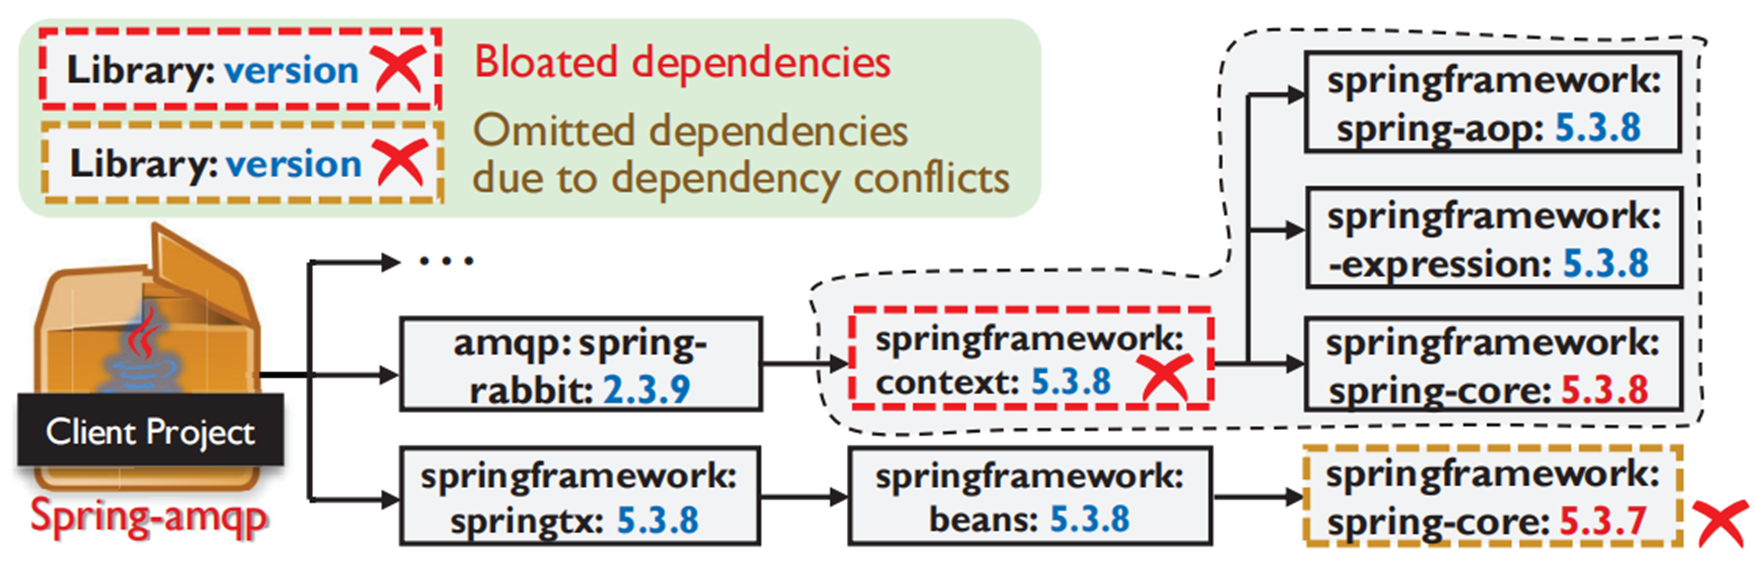 Library: version
Bloated dependencies
Library: version
Omitted dependencies
due to dependency conflicts
...
Client Project
Spring-amqp
amqp: spring-
rabbit: 2.3.9
springframework:
springtx: 5.3.8
springframework:
context: 5.3.8
springframework:
beans: 5.3.8
springframework:
spring-aop: 5.3.8
springframework:
-expression: 5.3.8
springframework:
spring-core: 5.3.8
springframework:
spring-core: 5.3.7